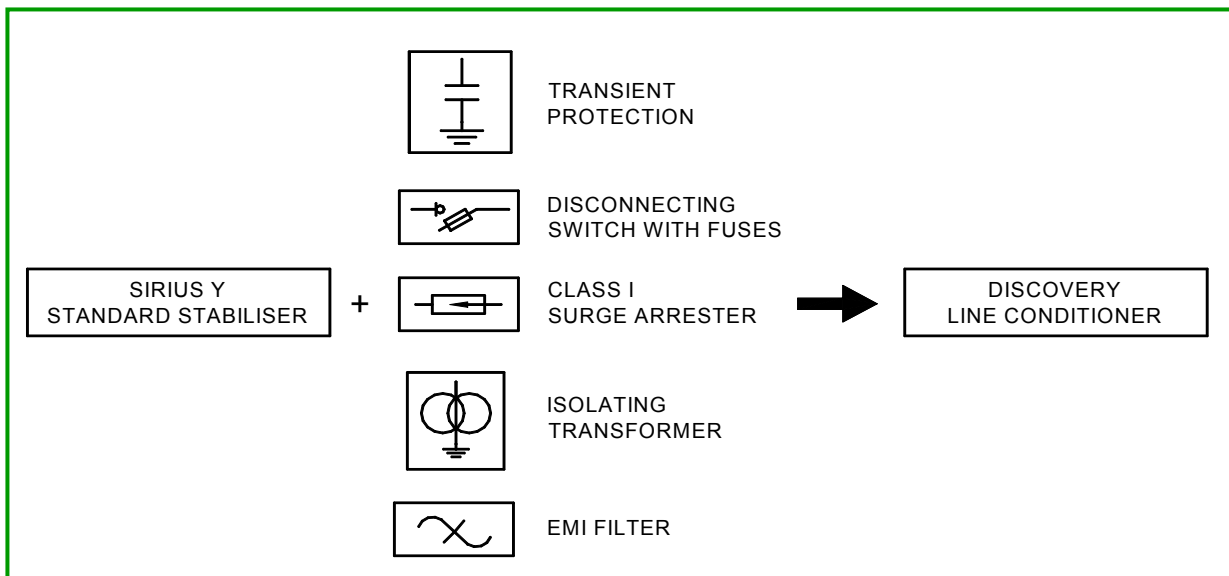 TRANSIENT
PROTECTION
DISCONNECTING
SWITCH WITH FUSES
SIRIUS Y
STANDARD STABILISER
+
CLASS I
SURGE ARRESTER
DISCOVERY
LINE CONDITIONER
ISOLATING
TRANSFORMER
EMI FILTER